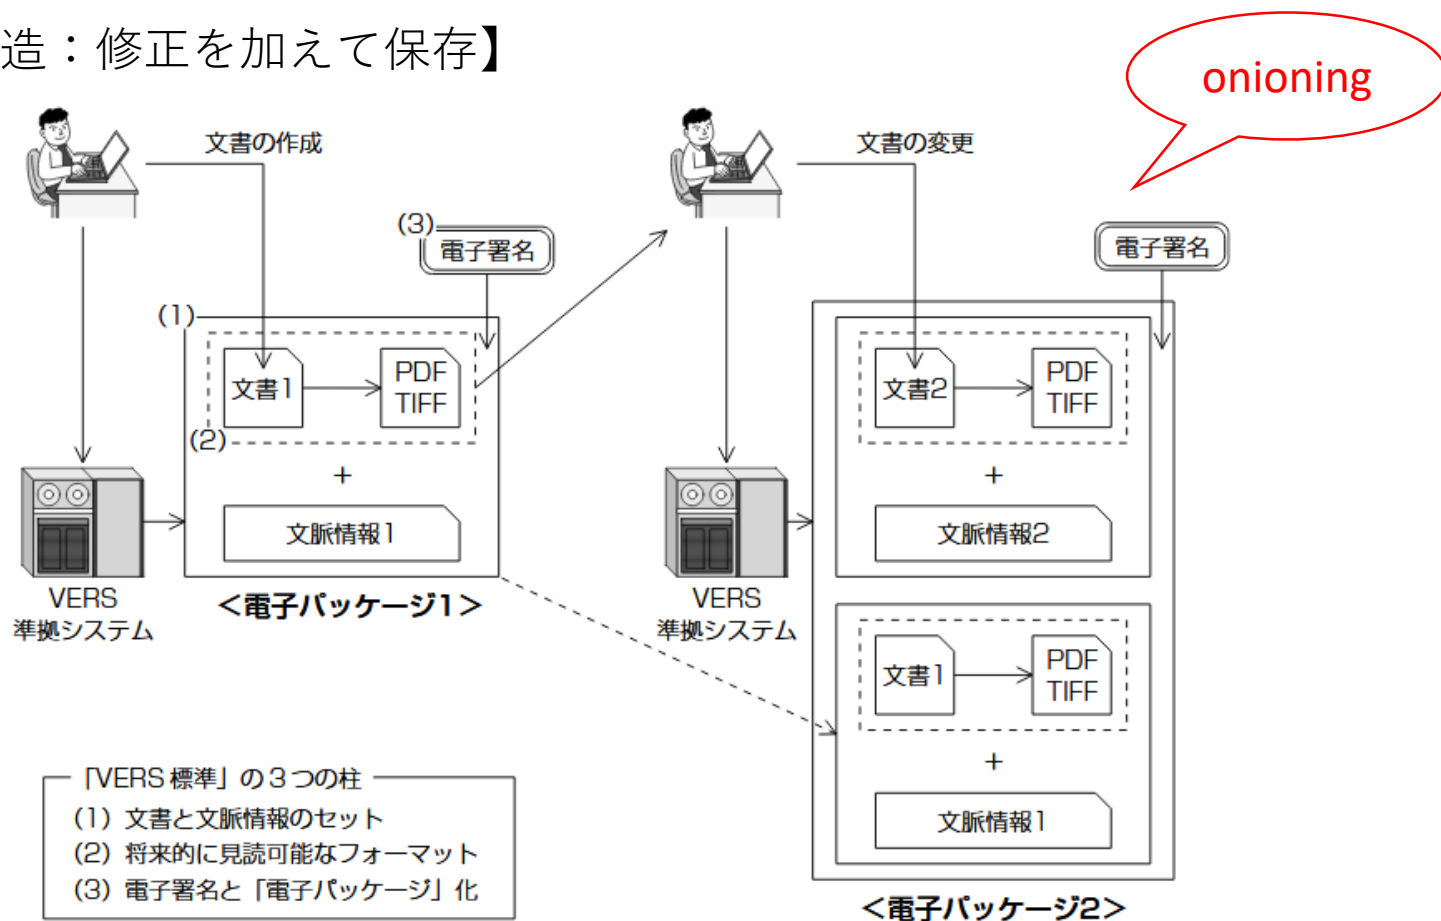 造：修正を加えて保存】
onioning
文書の作成
文書の変更
(3)
電子署名
電子署名
(1)
文書1
PDF
TIFF
(2)
+
文脈情報1
VERS
準拠システム
＜電子パッケージ1＞
文書2
PDF
TIFF
+
文脈情報2
VERS
準拠システム
文書1
PDF
TIFF
+
文脈情報1
＜電子パッケージ2＞
「VERS標準」の3つの柱
(1) 文書と文脈情報のセット
(2) 将来的に見読可能なフォーマット
(3) 電子署名と「電子パッケージ」化